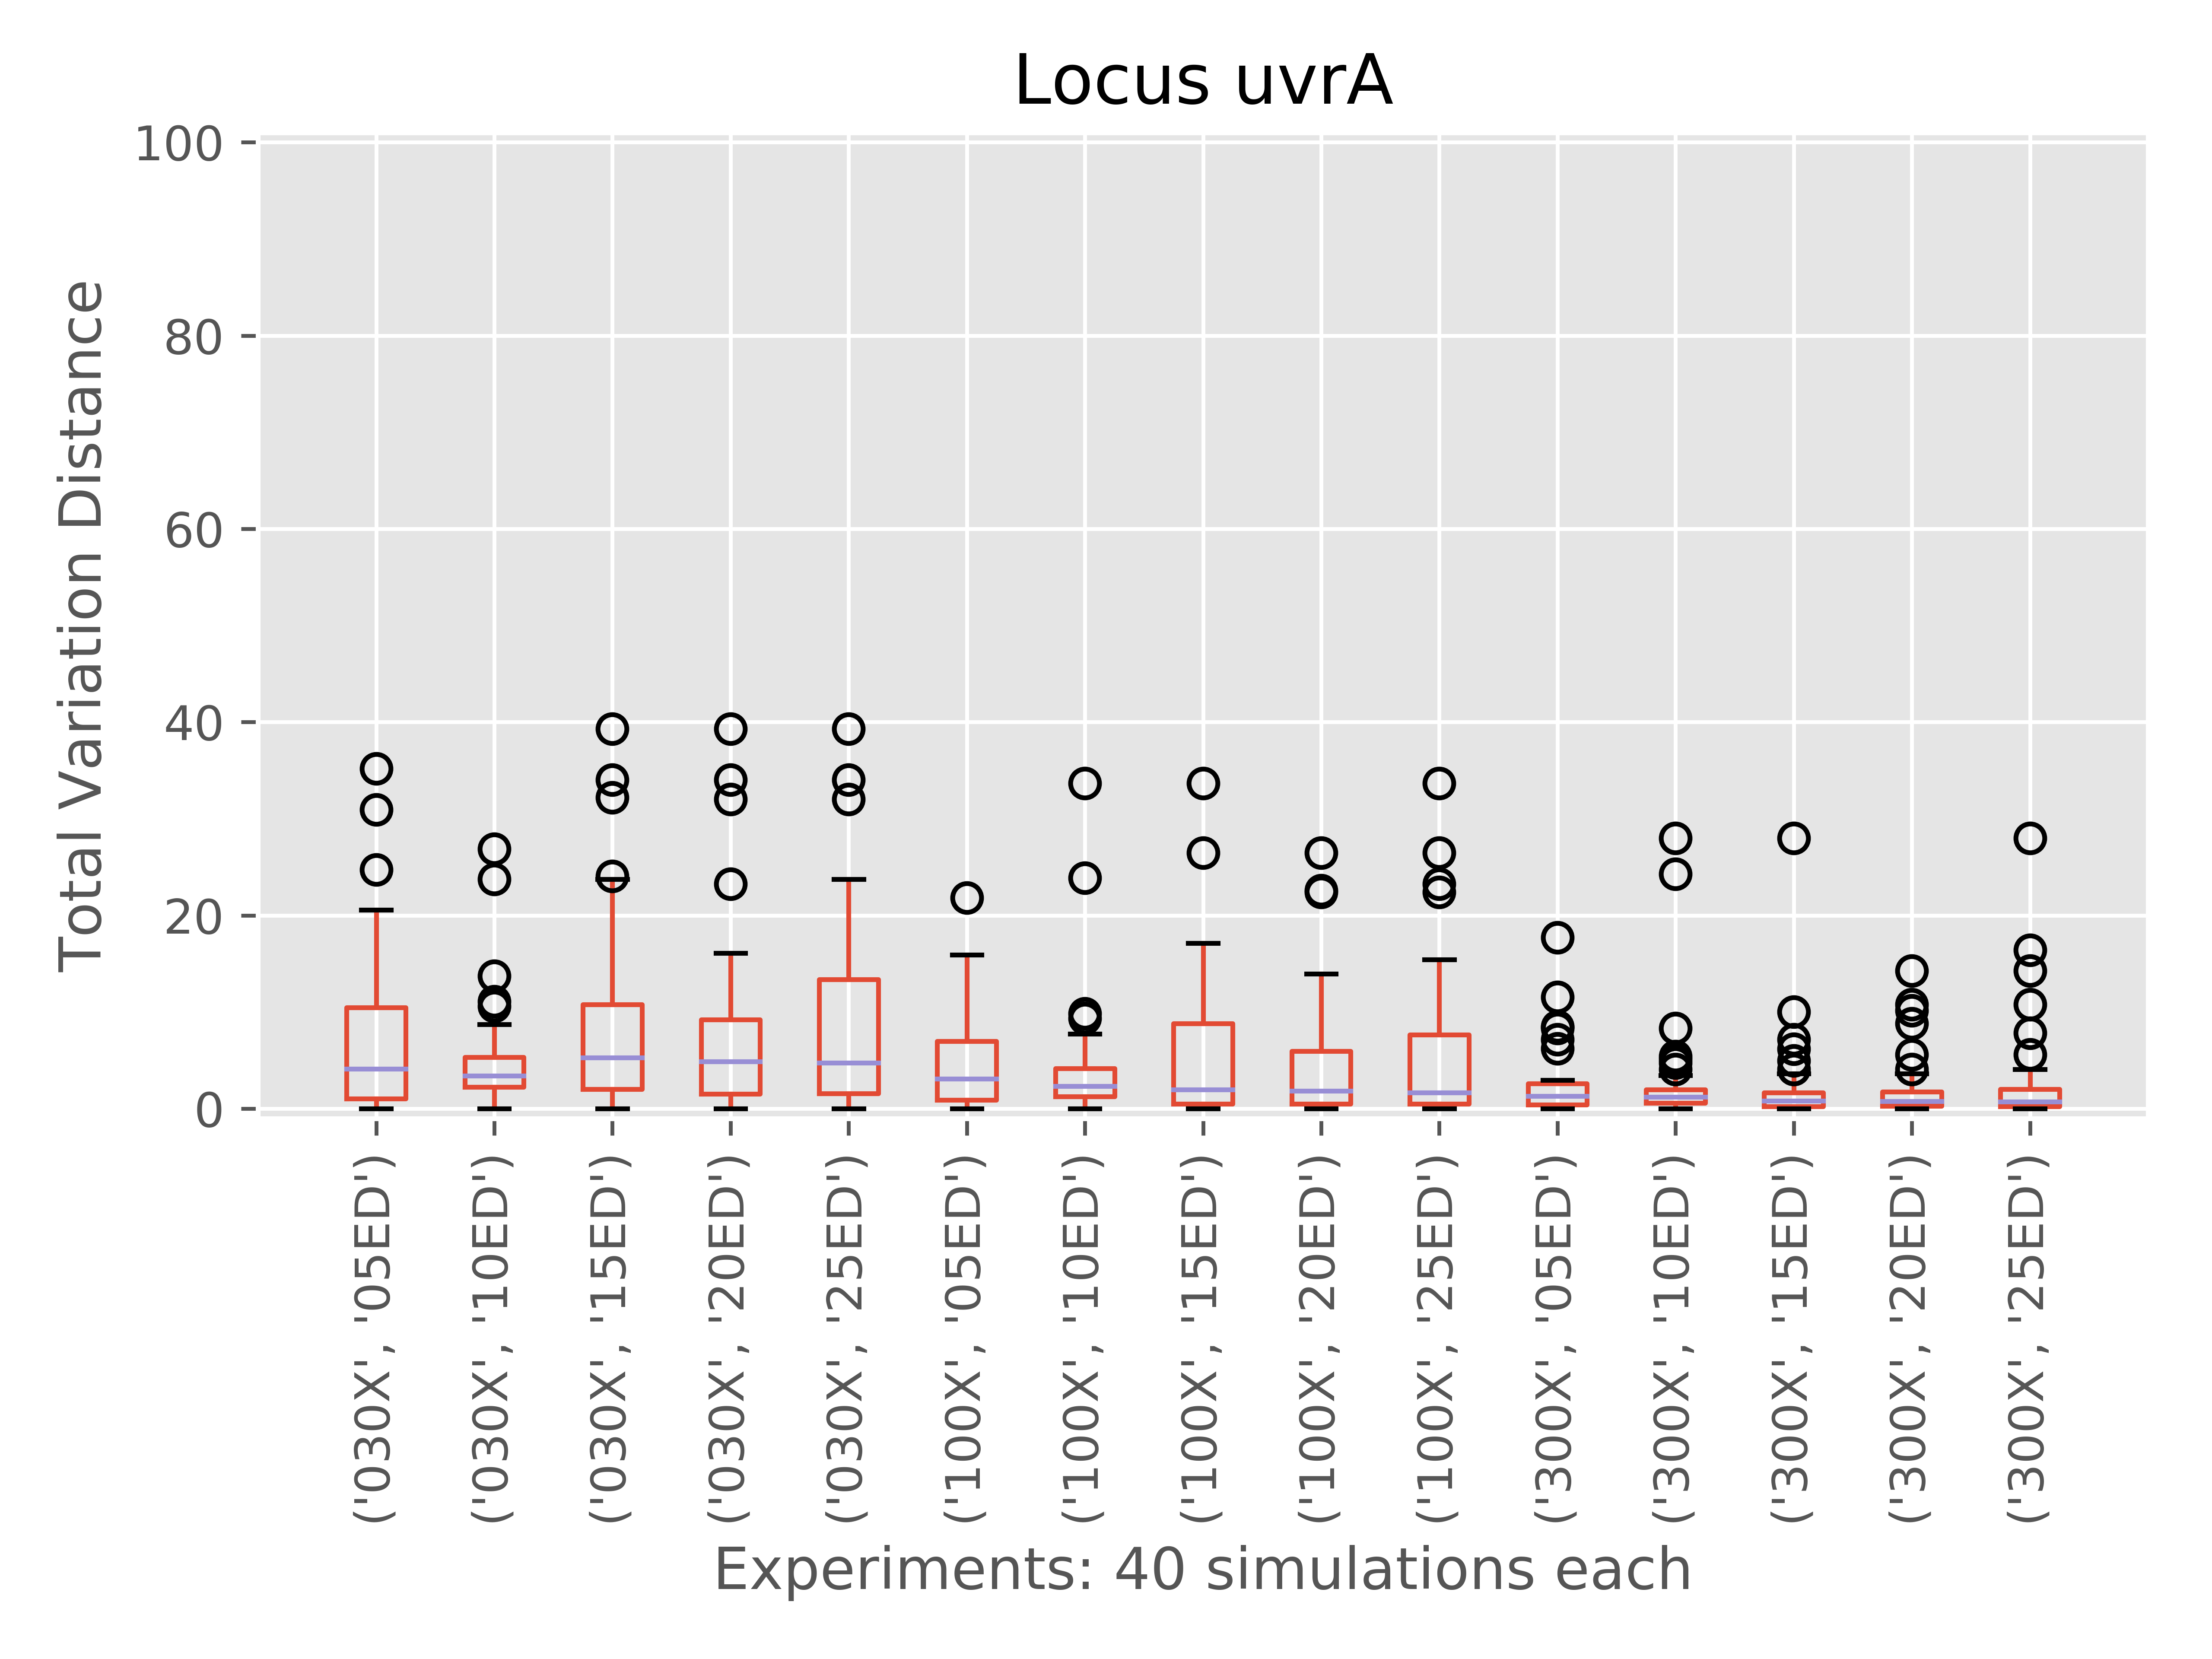 Locus uvrA
Total Variation Distance
100
80
60
40
20
0
('030X', '05ED')
('030X', '10ED')
('030X', '15ED')
('030X', '20ED')
('030X', '25ED')
('100X', '05ED')
('100X', '10ED')
('100X', '15ED')
('100X', '20ED')
('100X', '25ED')
('300X', '05ED')
('300X', '10ED')
('300X', '15ED')
('300X', '20ED')
('300X', '25ED')
Experiments: 40 simulations each